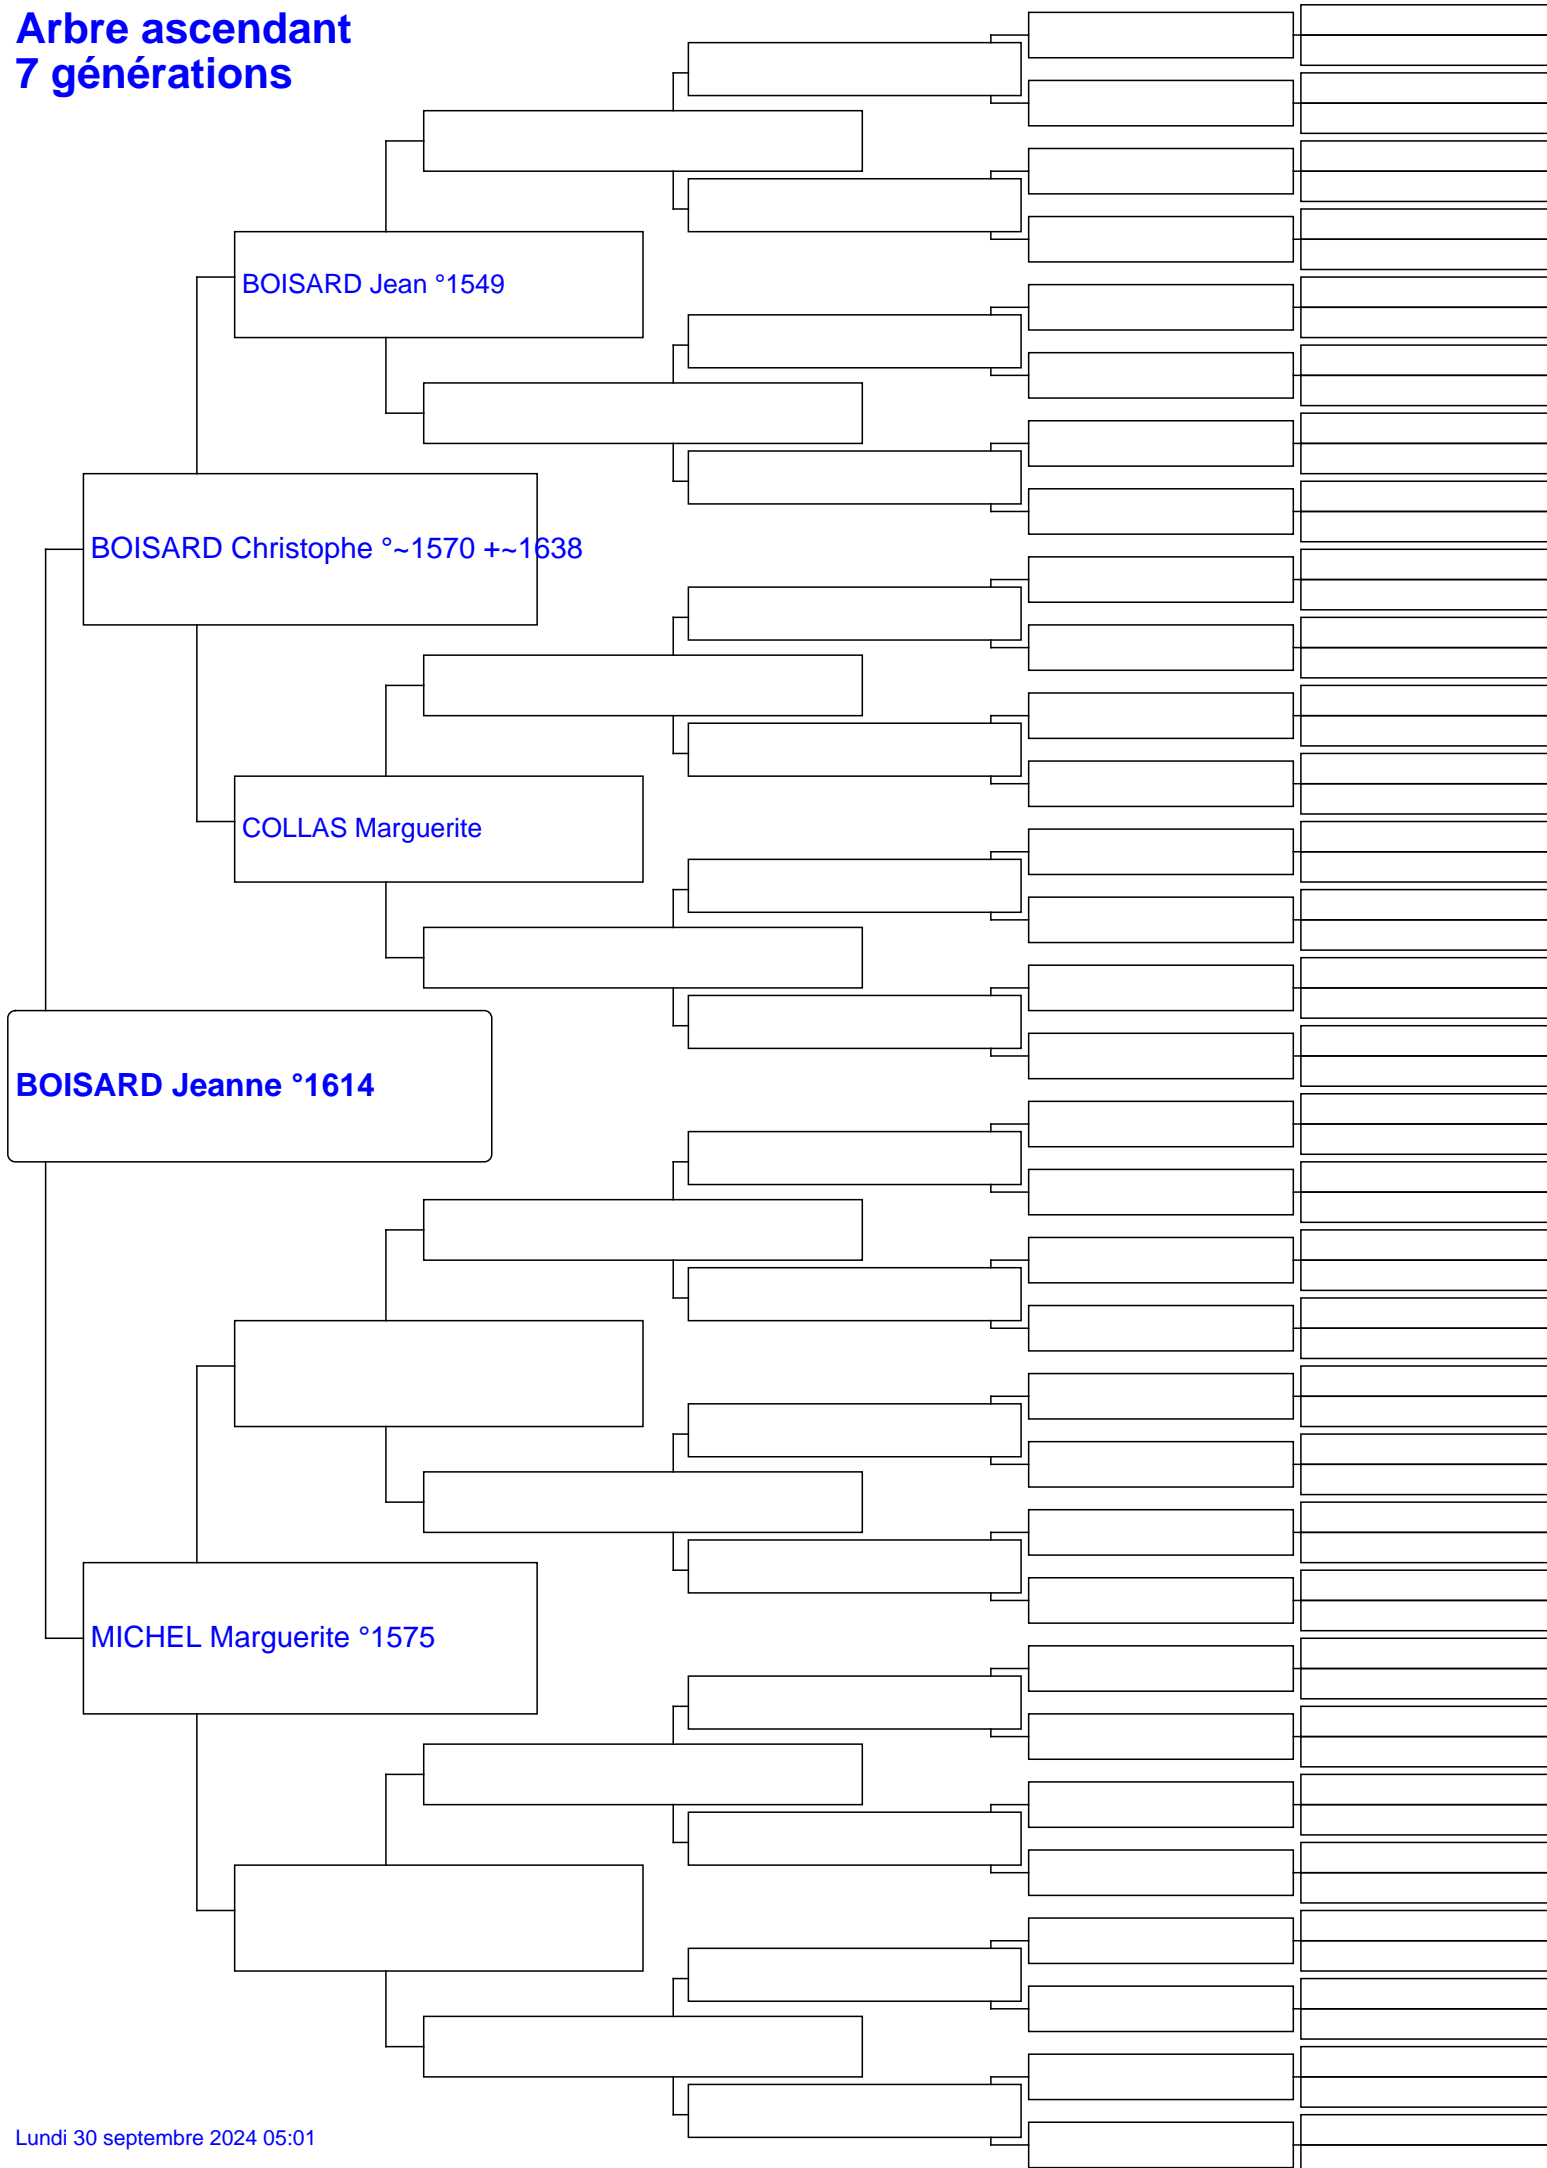 Arbre ascendant
7 générations
BOISARD Jean °1549
BOISARD Christophe °~1570 +~1638
COLLAS Marguerite
BOISARD Jeanne °1614
MICHEL Marguerite °1575
Lundi 30 septembre 2024 05:01